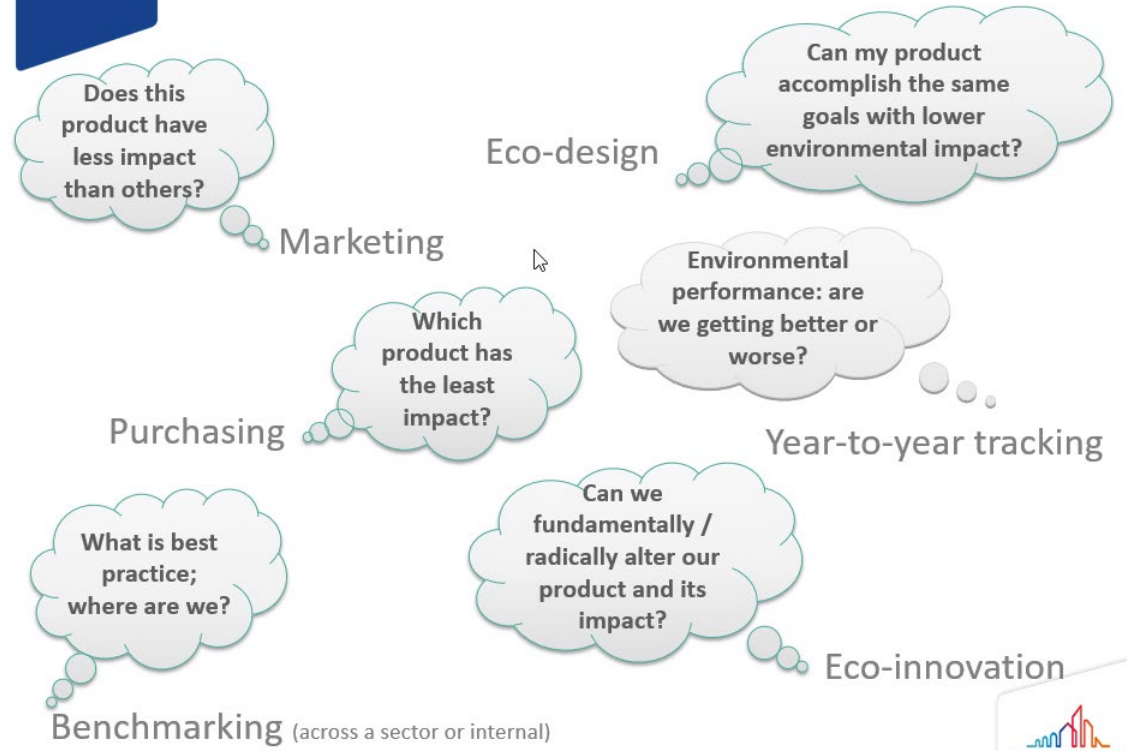 Does this
product have
less impact
than others?
Marketing
Eco-design
Can my product
accomplish the same
goals with lower
environmental impact?
Which
product has
the least
impact?
Purchasing
Environmental
performance: are
we getting better or
worse?
Year-to-year tracking
What is best
practice;
where are we?
Benchmarking (across a sector or internal)
Can we
fundamentally /
radically alter our
product and its
impact?
Eco-innovation